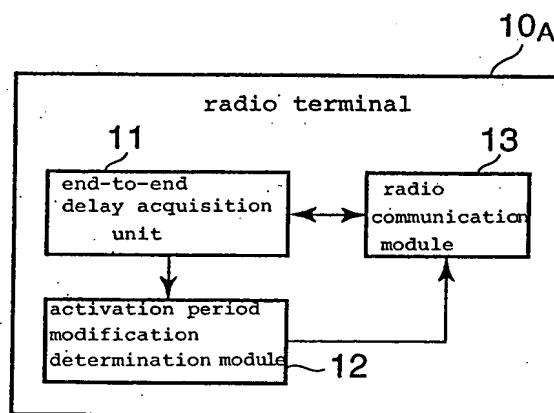 10A
radio terminal
11
13
end-to-end
delay acquisition
unit
radio
communication
module
activation period
modification
determination module
12